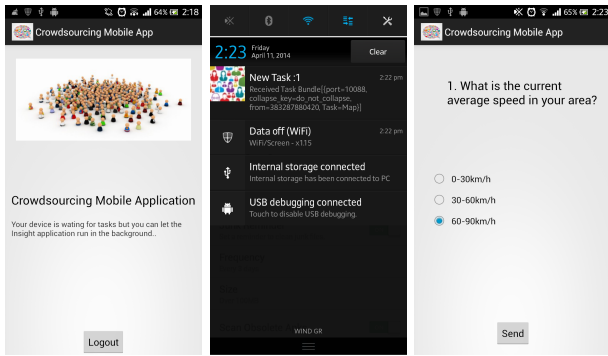 64% 2:18
Crowdsourcing Mobile App
Crowdsourcing Mobile Application
Your device is wating for tasks but you can let the
Insight application run in the background..
Logout
2:23 Friday
April 11, 2014
Clear
New Task :1 2:22 pm
Received Task Bundle[{port=10088,
collapse_key=do_not_collapse,
from=383287880420, Task=Map}]
Data off (WiFi) 2:22 pm
WiFi/Screen - x1.15
Internal storage connected
Internal storage has been connected to PC
USB debugging connected
Touch to disable USB debugging.
WIND GR
65% 2:23
Crowdsourcing Mobile App
1. What is the current
average speed in your area?
0-30km/h
30-60km/h
60-90km/h
Send